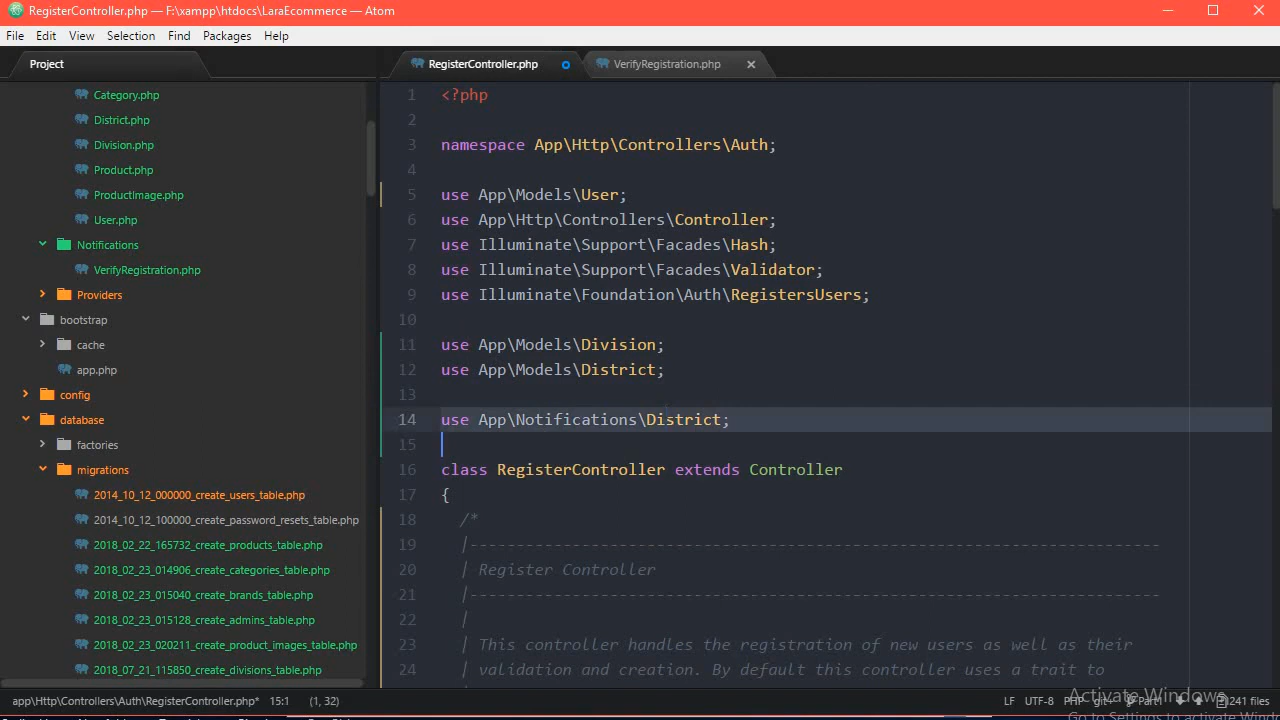 RegisterController.php — F:\xampp\htdocs\LaraEcommerce — Atom
File Edit View Selection Find Packages Help
Project
RegisterController.php
VerifyRegistration.php
Category.php
District.php
Division.php
Product.php
ProductImage.php
User.php
Notifications
VerifyRegistration.php
Providers
bootstrap
cache
app.php
config
database
factories
migrations
2014_10_12_000000_create_users_table.php
2014_10_12_100000_create_password_resets_table.php
2018_02_22_165732_create_products_table.php
2018_02_23_014906_create_categories_table.php
2018_02_23_015040_create_brands_table.php
2018_02_23_015128_create_admins_table.php
2018_02_23_020211_create_product_images_table.php
2018_07_21_115850_create_divisions_table.php
1 <?php
2
3 namespace App\Http\Controllers\Auth;
4
5 use App\Models\User;
6 use App\Http\Controllers\Controller;
7 use Illuminate\Support\Facades\Hash;
8 use Illuminate\Support\Facades\Validator;
9 use Illuminate\Foundation\Auth\RegistersUsers;
10
11 use App\Models\Division;
12 use App\Models\District;
13
14 use App\Notifications\District;
15
16 class RegisterController extends Controller
17 {
18 /*
19 |--------------------------------------------------------------------------
20 | Register Controller
21 |--------------------------------------------------------------------------
22 |
23 | This controller handles the registration of new users as well as their
24 | validation and creation. By default this controller uses a trait to
app\Http\Controllers\Auth\RegisterController.php* 15:1 (1, 32)
LF UTF-8 PHP Part1 241 files
Activate Windows
Go to Settings to activate Win